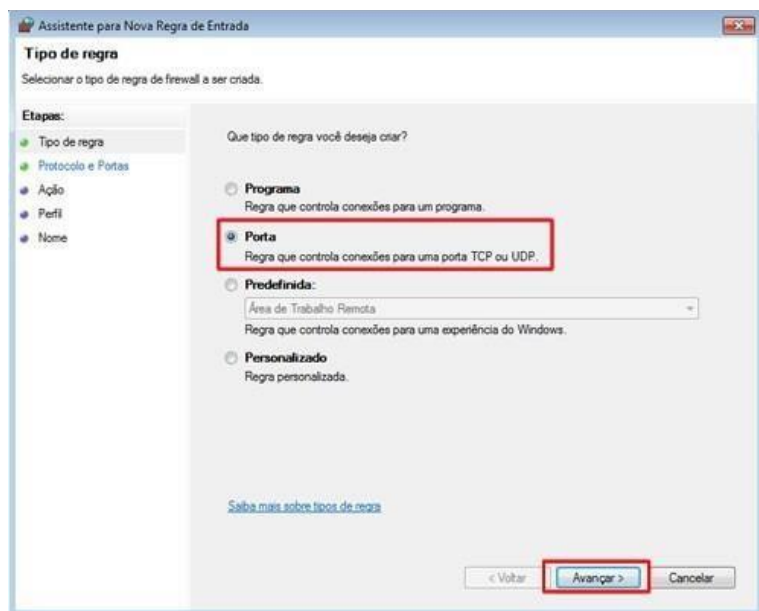 Assistente para Nova Regra de Entrada
Tipo de regra
Selecionar o tipo de regra de firewall a ser criada.
Etapas:
Tipo de regra
Protocolo e Portas
Ação
Perfil
Nome
Que tipo de regra você deseja criar?
Programa
Regra que controla conexões para um programa.
Porta
Regra que controla conexões para uma porta TCP ou UDP.
Predefinida:
Área de Trabalho Remota
Regra que controla conexões para uma experiência do Windows.
Personalizado
Regra personalizada.
Saiba mais sobre tipos de regra
< Voltar
Avançar >
Cancelar